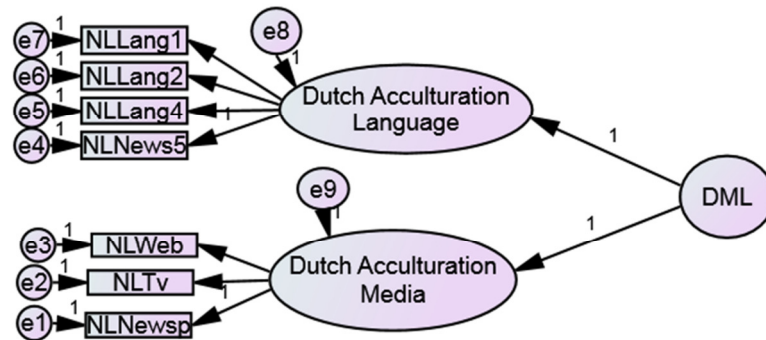 e7 1 NLLang1
e8
1
e6 1 NLLang2
e5 1 NLLang4
1
e4 1 NLNews5
Dutch Acculturation
Language
1
DML
e9
1
1
e3 1 NLWeb
e2 1 NLTv
1
e1 1 NLNewsp
Dutch Acculturation
Media